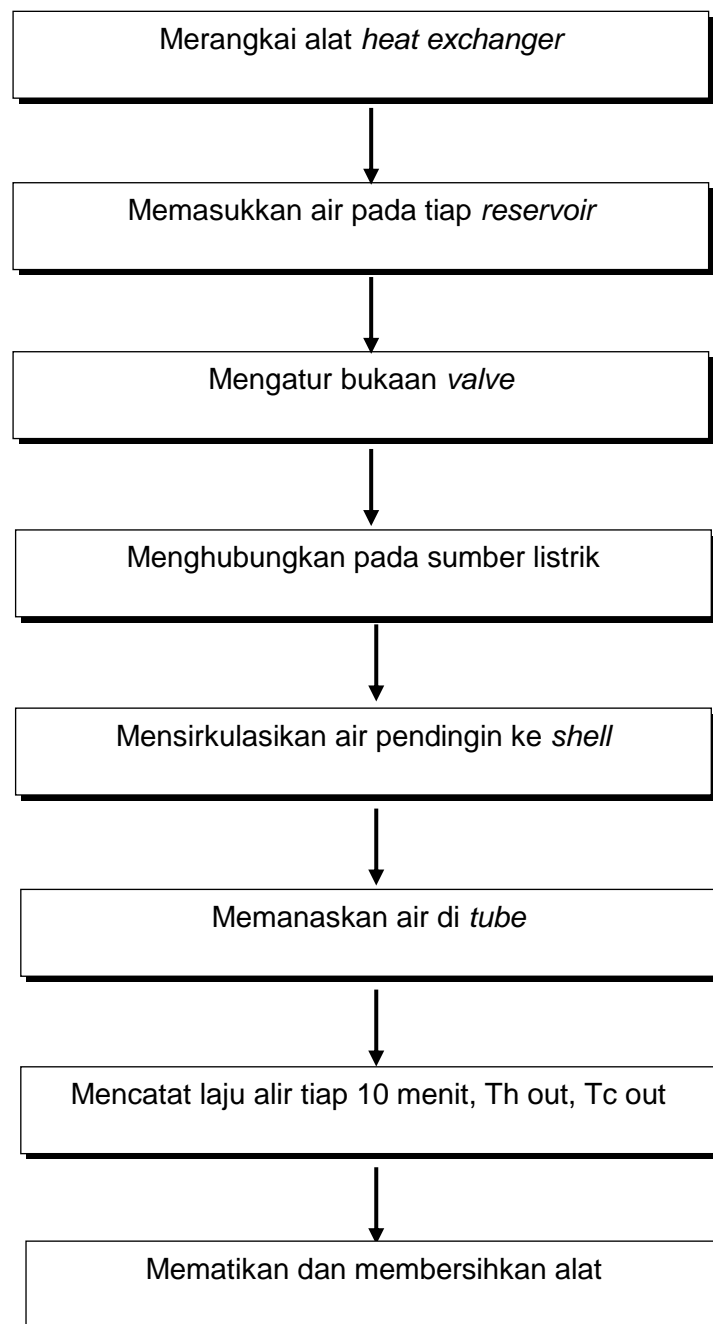 Merangkai alat heat exchanger
Memasukkan air pada tiap reservoir
Mengatur bukaan valve
Menghubungkan pada sumber listrik
Mensirkulasikan air pendingin ke shell
Memanaskan air di tube
Mencatat laju alir tiap 10 menit, Th out, Tc out
Mematikan dan membersihkan alat